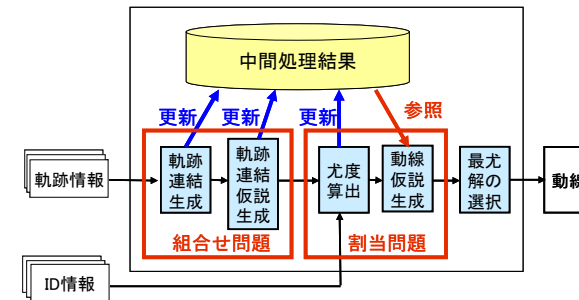 中間処理結果
更新
更新
更新
参照
軌跡情報
軌跡
連結
生成
軌跡
連結
仮説
生成
尤度
算出
動線
仮説
生成
最尤
解の
選択
動線
組合せ問題
割当問題
ID情報